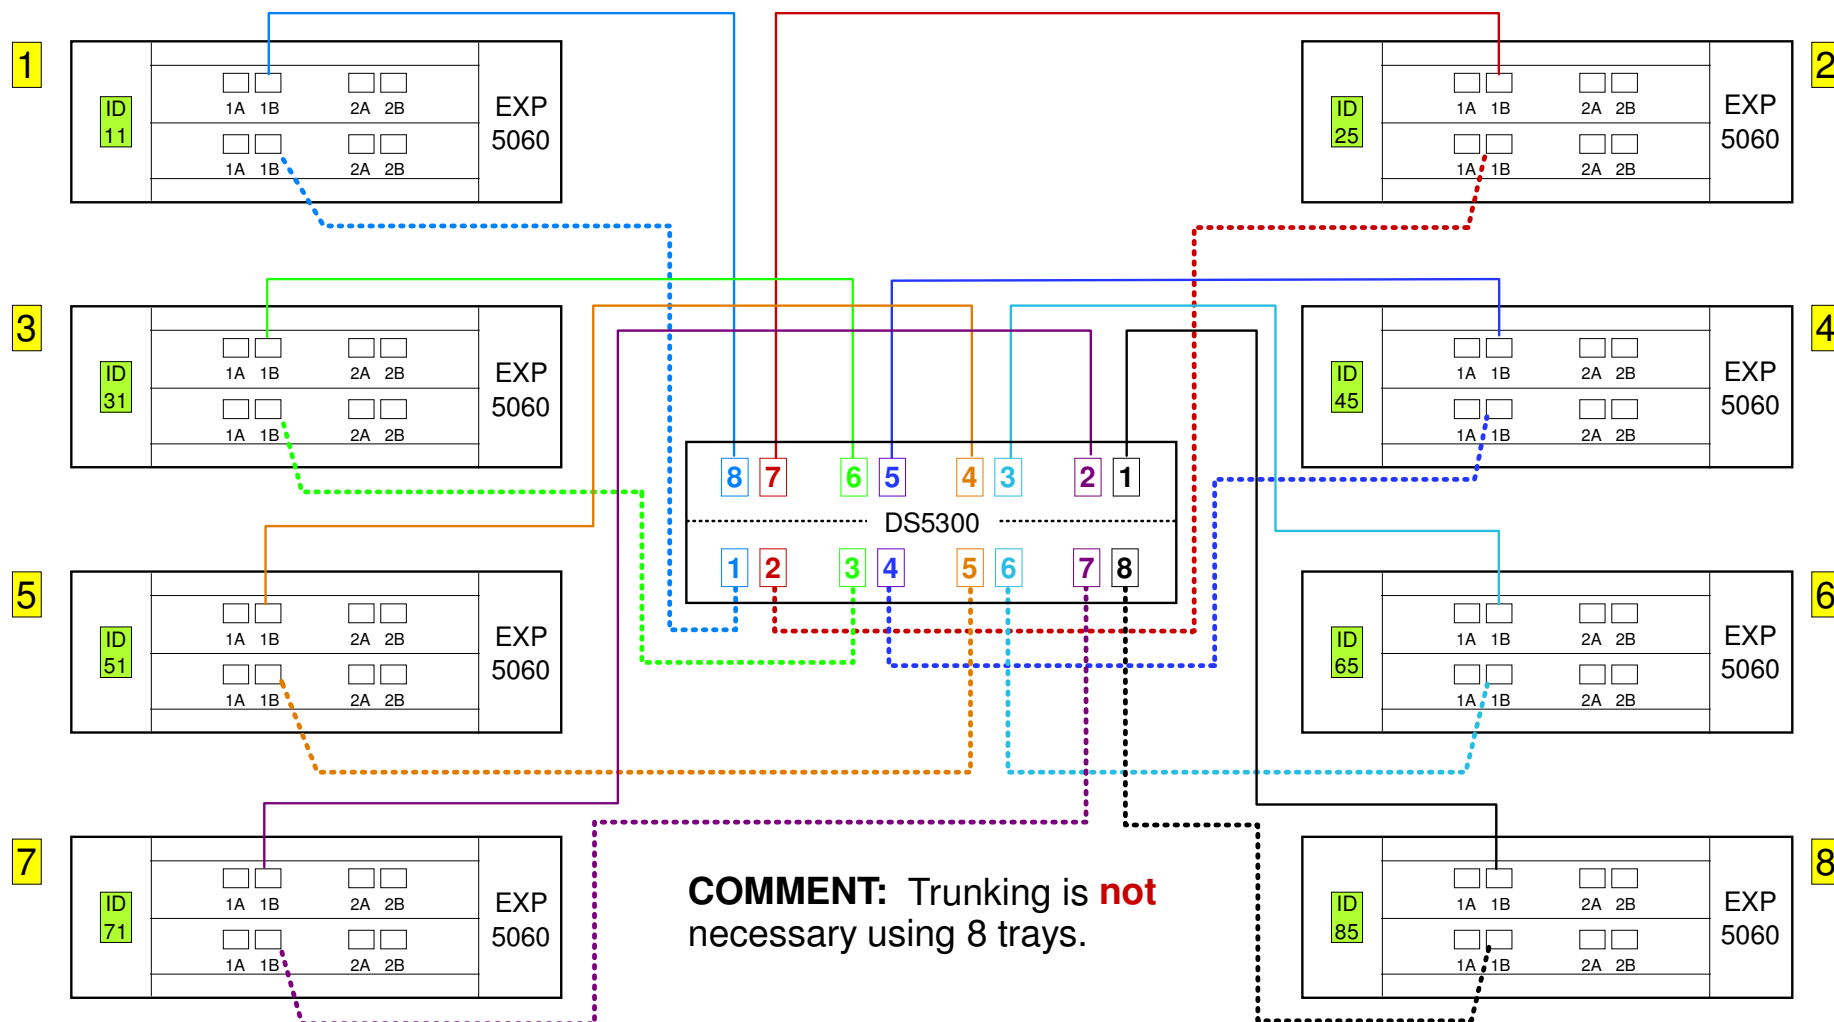 1
ID
11
1A 1B 2A 2B
1A 1B 2A 2B
EXP
5060
2
ID
25
1A 1B 2A 2B
1A 1B 2A 2B
EXP
5060
3
ID
31
1A 1B 2A 2B
1A 1B 2A 2B
EXP
5060
4
ID
45
1A 1B 2A 2B
1A 1B 2A 2B
EXP
5060
8 7 6 5 4 3 2 1
DS5300
1 2 3 4 5 6 7 8
5
ID
51
1A 1B 2A 2B
1A 1B 2A 2B
EXP
5060
6
ID
65
1A 1B 2A 2B
1A 1B 2A 2B
EXP
5060
7
ID
71
1A 1B 2A 2B
1A 1B 2A 2B
EXP
5060
COMMENT: Trunking is not
necessary using 8 trays.
8
ID
85
1A 1B 2A 2B
1A 1B 2A 2B
EXP
5060